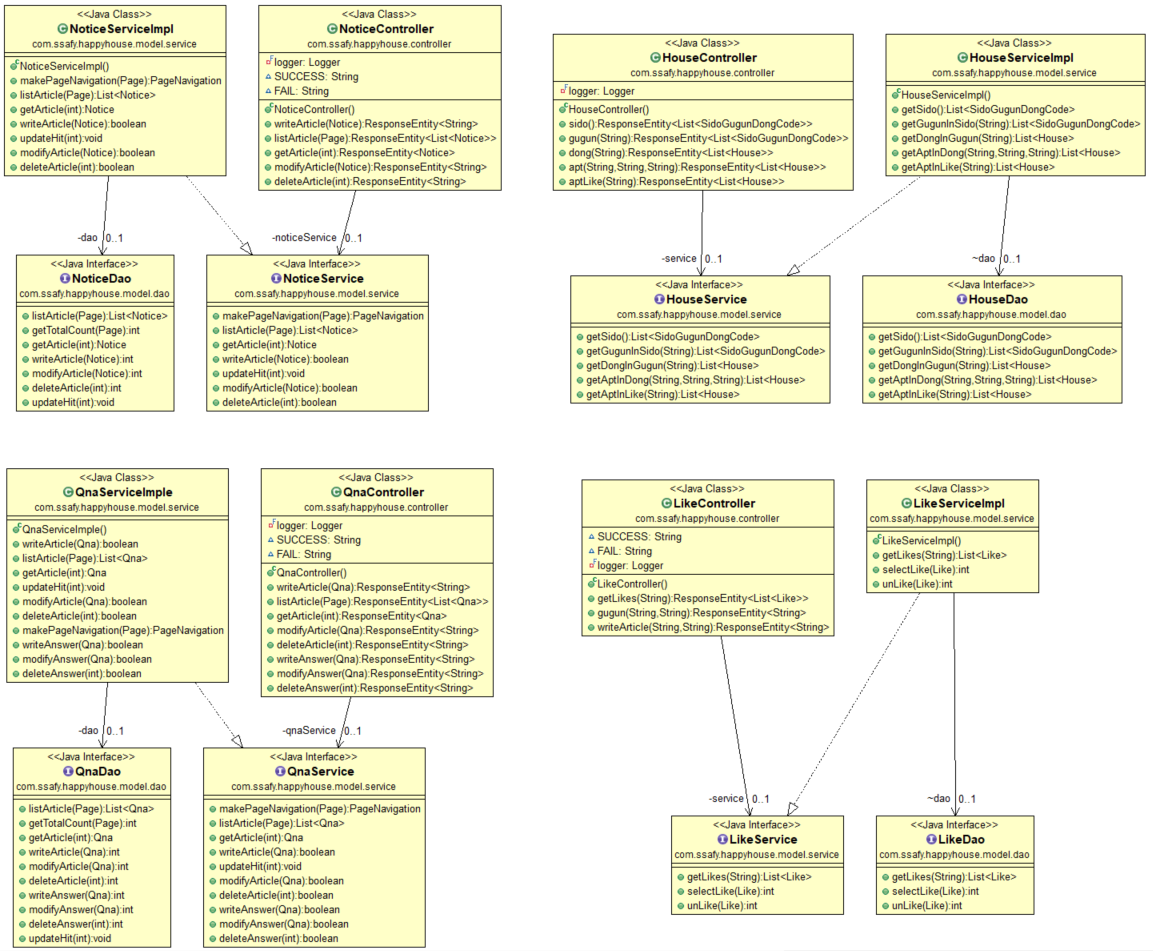 <<Java Class>>
NoticeServiceImpl
com.ssafy.happyhouse.model.service
NoticeServiceImpl()
makePageNavigation(Page):PageNavigation
listArticle(Page):List<Notice>
getArticle(int):Notice
writeArticle(Notice):boolean
updateHit(int):void
modifyArticle(Notice):boolean
deleteArticle(int):boolean
<<Java Class>>
NoticeController
com.ssafy.happyhouse.controller
logger: Logger
SUCCESS: String
FAIL: String
NoticeController()
writeArticle(Notice):ResponseEntity<String>
listArticle(Page):ResponseEntity<List<Notice>>
getArticle(int):ResponseEntity<Notice>
modifyArticle(Notice):ResponseEntity<String>
deleteArticle(int):ResponseEntity<String>
-dao 0..1
-noticeService 0..1
<<Java Interface>>
NoticeDao
com.ssafy.happyhouse.model.dao
listArticle(Page):List<Notice>
getTotalCount(Page):int
getArticle(int):Notice
writeArticle(Notice):int
modifyArticle(Notice):int
deleteArticle(int):int
updateHit(int):void
<<Java Interface>>
NoticeService
com.ssafy.happyhouse.model.service
makePageNavigation(Page):PageNavigation
listArticle(Page):List<Notice>
getArticle(int):Notice
writeArticle(Notice):boolean
updateHit(int):void
modifyArticle(Notice):boolean
deleteArticle(int):boolean
<<Java Class>>
HouseController
com.ssafy.happyhouse.controller
logger: Logger
HouseController()
sido():ResponseEntity<List<SidoGugunDongCode>>
gugun(String):ResponseEntity<List<SidoGugunDongCode>>
dong(String):ResponseEntity<List<House>>
apt(String,String,String):ResponseEntity<List<House>>
aptLike(String):ResponseEntity<List<House>>
<<Java Class>>
HouseServiceImpl
com.ssafy.happyhouse.model.service
HouseServiceImpl()
getSido():List<SidoGugunDongCode>
getGugunInSido(String):List<SidoGugunDongCode>
getDongInGugun(String):List<House>
getAptInDong(String,String,String):List<House>
getAptInLike(String):List<House>
-service 0..1
~dao 0..1
<<Java Interface>>
HouseService
com.ssafy.happyhouse.model.service
getSido():List<SidoGugunDongCode>
getGugunInSido(String):List<SidoGugunDongCode>
getDongInGugun(String):List<House>
getAptInDong(String,String,String):List<House>
getAptInLike(String):List<House>
<<Java Interface>>
HouseDao
com.ssafy.happyhouse.model.dao
getSido():List<SidoGugunDongCode>
getGugunInSido(String):List<SidoGugunDongCode>
getDongInGugun(String):List<House>
getAptInDong(String,String,String):List<House>
getAptInLike(String):List<House>
<<Java Class>>
QnaServiceImple
com.ssafy.happyhouse.model.service
QnaServiceImple()
writeArticle(Qna):boolean
listArticle(Page):List<Qna>
getArticle(int):Qna
updateHit(int):void
modifyArticle(Qna):boolean
deleteArticle(int):boolean
makePageNavigation(Page):PageNavigation
writeAnswer(Qna):boolean
modifyAnswer(Qna):boolean
deleteAnswer(int):boolean
<<Java Class>>
QnaController
com.ssafy.happyhouse.controller
logger: Logger
SUCCESS: String
FAIL: String
QnaController()
writeArticle(Qna):ResponseEntity<String>
listArticle(Page):ResponseEntity<List<Qna>>
getArticle(int):ResponseEntity<Qna>
modifyArticle(Qna):ResponseEntity<String>
deleteArticle(int):ResponseEntity<String>
writeAnswer(Qna):ResponseEntity<String>
modifyAnswer(Qna):ResponseEntity<String>
deleteAnswer(int):ResponseEntity<String>
-dao 0..1
-qnaService 0..1
<<Java Interface>>
QnaDao
com.ssafy.happyhouse.model.dao
listArticle(Page):List<Qna>
getTotalCount(Page):int
getArticle(int):Qna
writeArticle(Qna):int
modifyArticle(Qna):int
deleteArticle(int):int
writeAnswer(Qna):int
modifyAnswer(Qna):int
deleteAnswer(int):int
updateHit(int):void
<<Java Interface>>
QnaService
com.ssafy.happyhouse.model.service
makePageNavigation(Page):PageNavigation
listArticle(Page):List<Qna>
getArticle(int):Qna
writeArticle(Qna):boolean
updateHit(int):void
modifyArticle(Qna):boolean
deleteArticle(int):boolean
writeAnswer(Qna):boolean
modifyAnswer(Qna):boolean
deleteAnswer(int):boolean
<<Java Class>>
LikeController
com.ssafy.happyhouse.controller
SUCCESS: String
FAIL: String
logger: Logger
LikeController()
getLikes(String):ResponseEntity<List<Like>>
gugun(String,String):ResponseEntity<String>
writeArticle(String,String):ResponseEntity<String>
<<Java Class>>
LikeServiceImpl
com.ssafy.happyhouse.model.service
LikeServiceImpl()
getLikes(String):List<Like>
selectLike(Like):int
unLike(Like):int
-service 0..1
~dao 0..1
<<Java Interface>>
LikeService
com.ssafy.happyhouse.model.service
getLikes(String):List<Like>
selectLike(Like):int
unLike(Like):int
<<Java Interface>>
LikeDao
com.ssafy.happyhouse.model.dao
getLikes(String):List<Like>
selectLike(Like):int
unLike(Like):int